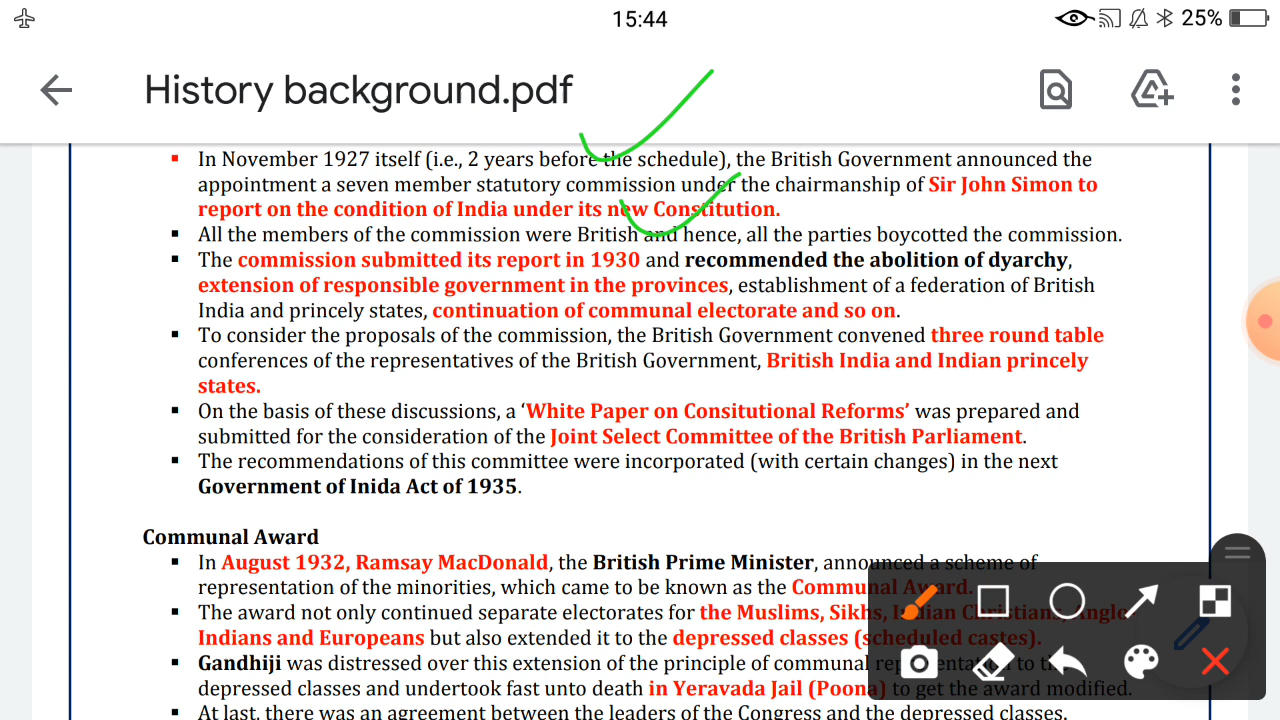 15:44
25%
History background.pdf
▪ In November 1927 itself (i.e., 2 years before the schedule), the British Government announced the
appointment a seven member statutory commission under the chairmanship of Sir John Simon to
report on the condition of India under its new Constitution.
▪ All the members of the commission were British and hence, all the parties boycotted the commission.
▪ The commission submitted its report in 1930 and recommended the abolition of dyarchy,
extension of responsible government in the provinces, establishment of a federation of British
India and princely states, continuation of communal electorate and so on.
▪ To consider the proposals of the commission, the British Government convened three round table
conferences of the representatives of the British Government, British India and Indian princely
states.
▪ On the basis of these discussions, a ‘White Paper on Consitutional Reforms’ was prepared and
submitted for the consideration of the Joint Select Committee of the British Parliament.
▪ The recommendations of this committee were incorporated (with certain changes) in the next
Government of Inida Act of 1935.
Communal Award
▪ In August 1932, Ramsay MacDonald, the British Prime Minister, announced a scheme of
representation of the minorities, which came to be known as the Communal Award.
▪ The award not only continued separate electorates for the Muslims, Sikhs, Indian Christians, Anglo
Indians and Europeans but also extended it to the depressed classes (scheduled castes).
▪ Gandhiji was distressed over this extension of the principle of communal representation to the
depressed classes and undertook fast unto death in Yeravada Jail (Poona) to get the award modified.
▪ At last, there was an agreement between the leaders of the Congress and the depressed classes.